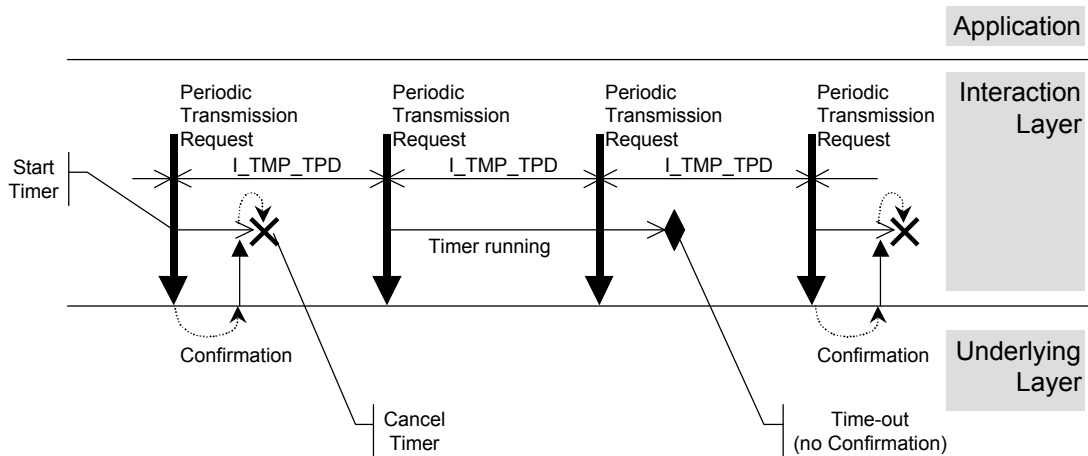 Application
Periodic
Transmission
Request
Periodic
Transmission
Request
Periodic
Transmission
Request
Periodic
Transmission
Request
Interaction
Layer
Start
Timer
I_TMP_TPD
I_TMP_TPD
I_TMP_TPD
Timer running
Confirmation
Confirmation
Underlying
Layer
Cancel
Timer
Time-out
(no Confirmation)